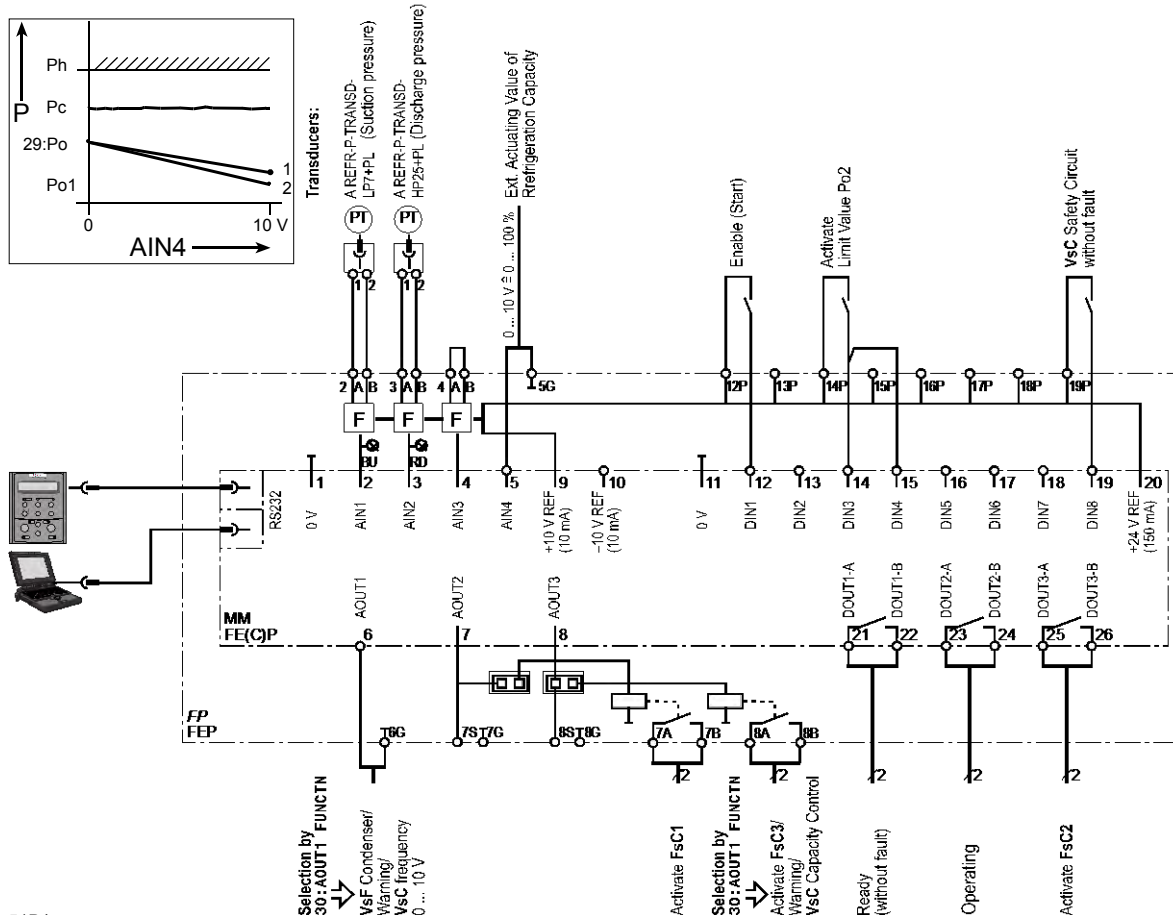 P
Ph
Pc
29:Po
Po1
1
2
0
10 V
AIN4
Transducers:
A REFR-P-TRANSD-
LP7+PL (Suction pressure)
A REFR-P-TRANSD-
HP25+PL (Discharge pressure)
PT
PT
1 2
1 2
Ext. Actuating Value of
Rrefrigeration Capacity
0 ... 10 V ≙ 0 ... 100 %
Enable (Start)
Activate
Limit Value Po2
VsC Safety Circuit
without fault
2 A B
3 A B
4 A B
5G
12P
13P
14P
15P
16P
17P
18P
19P
F
F
F
BU
RD
RS232
1
2
3
4
5
9
10
11
12
13
14
15
16
17
18
19
20
0 V
AIN1
AIN2
AIN3
AIN4
+10 V REF
(10 mA)
–10 V REF
(10 mA)
0 V
DIN1
DIN2
DIN3
DIN4
DIN5
DIN6
DIN7
DIN8
+24 V REF
(150 mA)
AOUT1
AOUT2
AOUT3
DOUT1-A
DOUT1-B
DOUT2-A
DOUT2-B
DOUT3-A
DOUT3-B
MM
FE(C)P
6
7
8
21
22
23
24
25
26
FP
FEP
6G
7S
7G
8S
8G
7A
7B
8A
8B
2
2
2
2
2
Selection by
30:AOUT1 FUNCTN
VsF Condenser/
Warning/
VsC frequency
0 ... 10 V
Activate FsC1
Selection by
30:AOUT1 FUNCTN
Activate FsC3/
Warning/
VsC Capacity Control
Ready
(without fault)
Operating
Activate FsC2